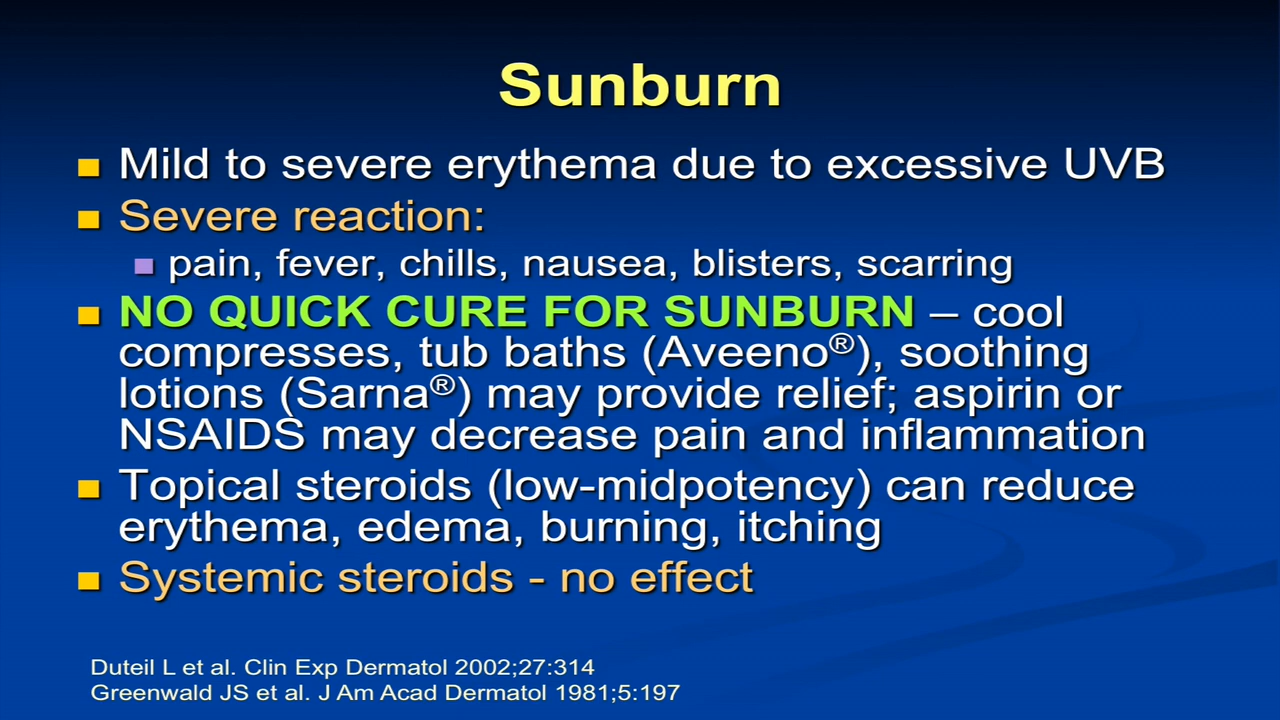 Sunburn
Mild to severe erythema due to excessive UVB
Severe reaction:
pain, fever, chills, nausea, blisters, scarring
NO QUICK CURE FOR SUNBURN – cool
compresses, tub baths (Aveeno®), soothing
lotions (Sarna®) may provide relief; aspirin or
NSAIDS may decrease pain and inflammation
Topical steroids (low-midpotency) can reduce
erythema, edema, burning, itching
Systemic steroids - no effect
Duteil L et al. Clin Exp Dermatol 2002;27:314
Greenwald JS et al. J Am Acad Dermatol 1981;5:197